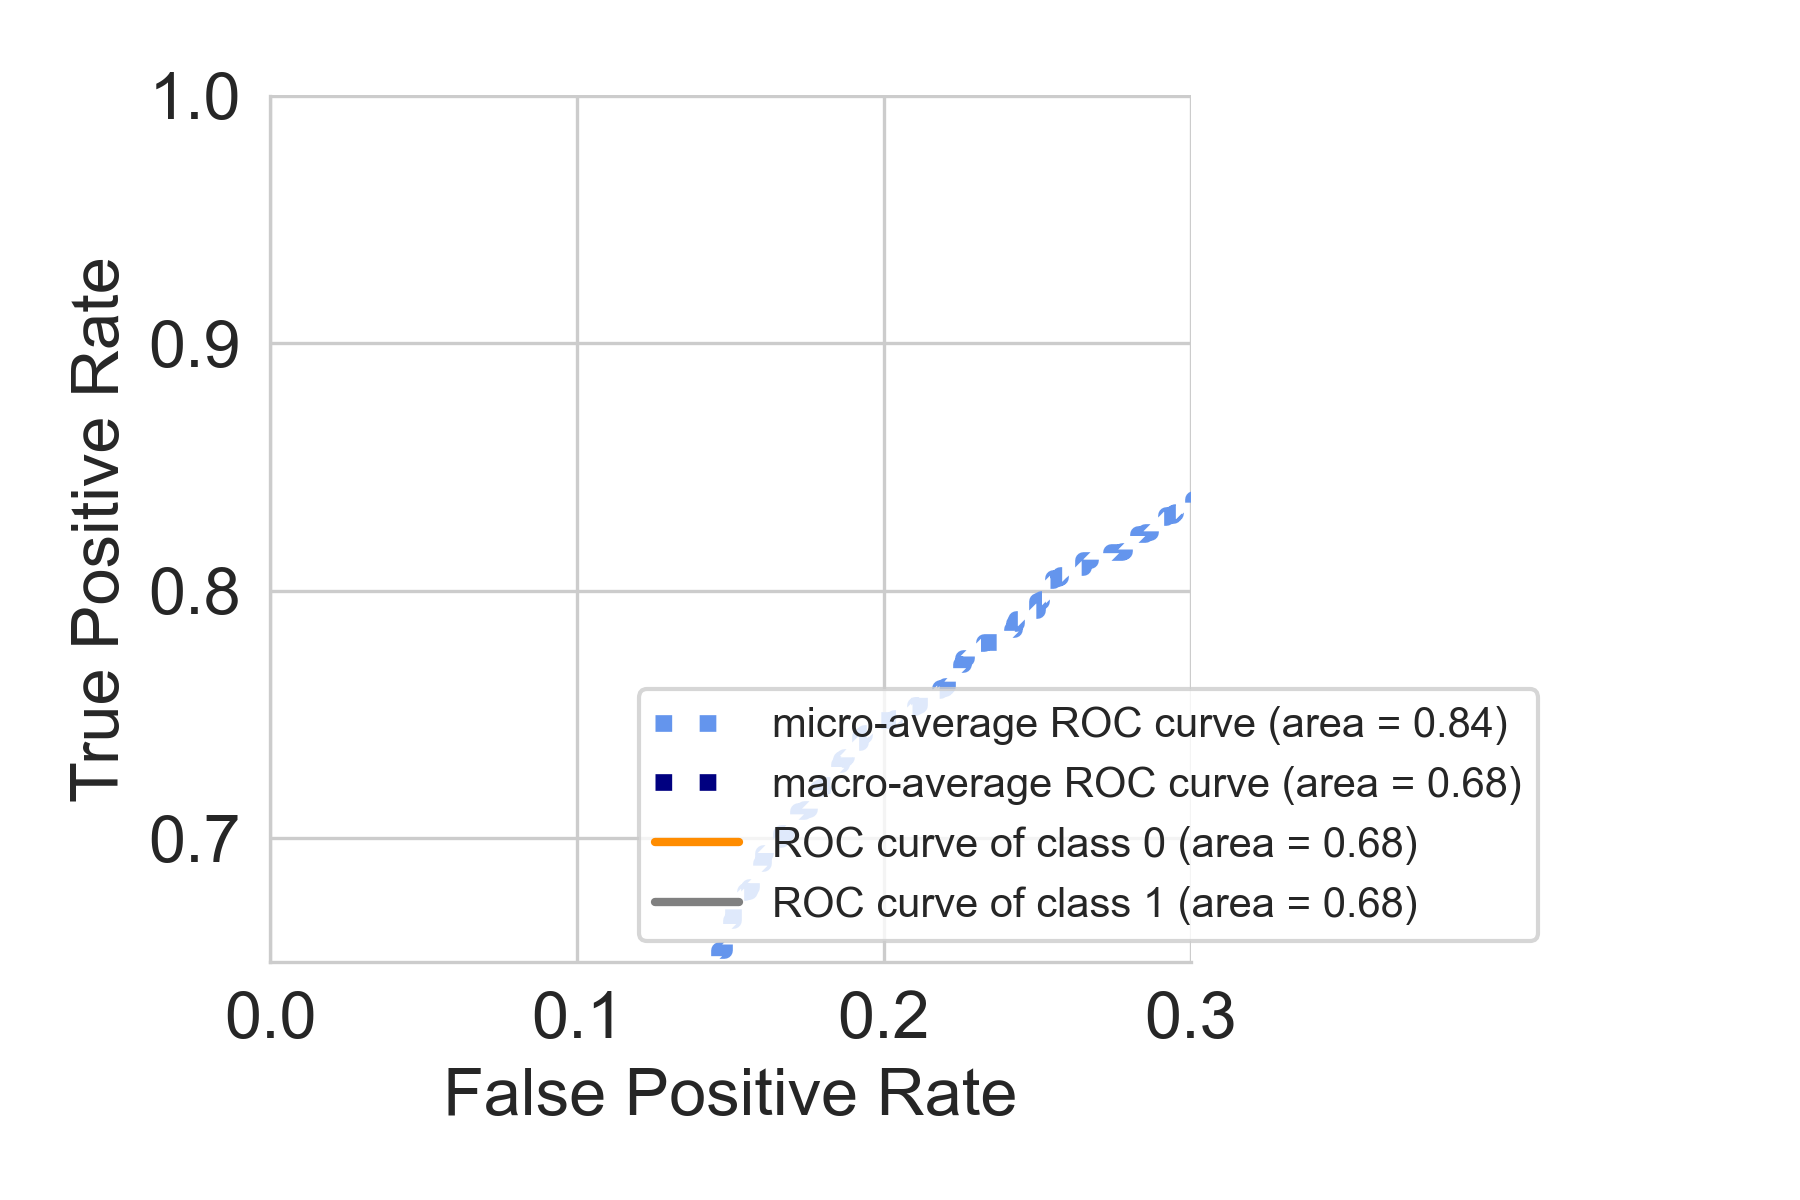 1.0
0.9
0.8
0.7
True Positive Rate
micro-average ROC curve (area = 0.84)
macro-average ROC curve (area = 0.68)
ROC curve of class 0 (area = 0.68)
ROC curve of class 1 (area = 0.68)
0.0 0.1 0.2 0.3
False Positive Rate